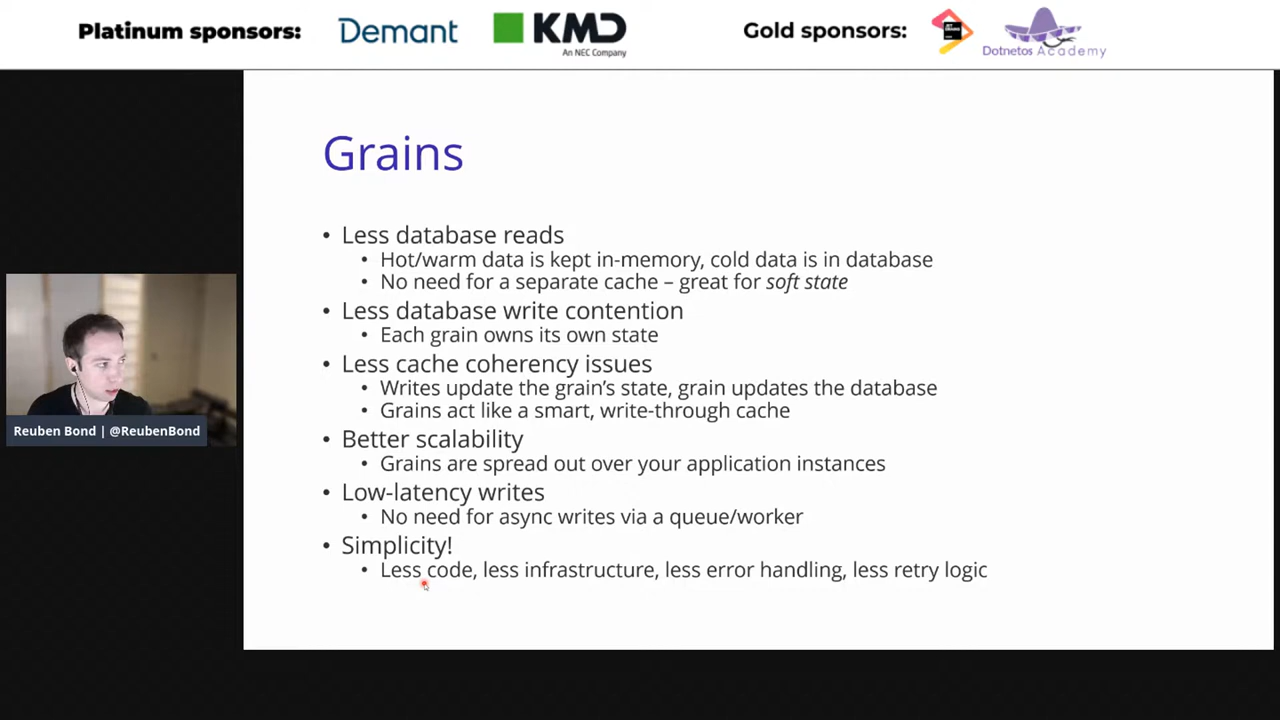 Platinum sponsors:
Demant
KMD
An NEC Company
Gold sponsors:
Dotnetos Academy
Grains
• Less database reads
• Hot/warm data is kept in-memory, cold data is in database
• No need for a separate cache – great for soft state
• Less database write contention
• Each grain owns its own state
• Less cache coherency issues
• Writes update the grain's state, grain updates the database
• Grains act like a smart, write-through cache
• Better scalability
• Grains are spread out over your application instances
• Low-latency writes
• No need for async writes via a queue/worker
• Simplicity!
• Less code, less infrastructure, less error handling, less retry logic
Reuben Bond | @ReubenBond